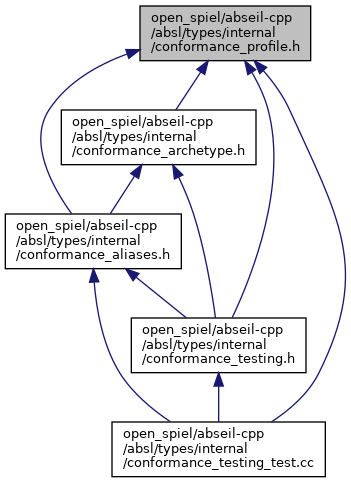 open_spiel/abseil-cpp
/absl/types/internal
/conformance_profile.h
open_spiel/abseil-cpp
/absl/types/internal
/conformance_archetype.h
open_spiel/abseil-cpp
/absl/types/internal
/conformance_aliases.h
open_spiel/abseil-cpp
/absl/types/internal
/conformance_testing.h
open_spiel/abseil-cpp
/absl/types/internal
/conformance_testing_test.cc